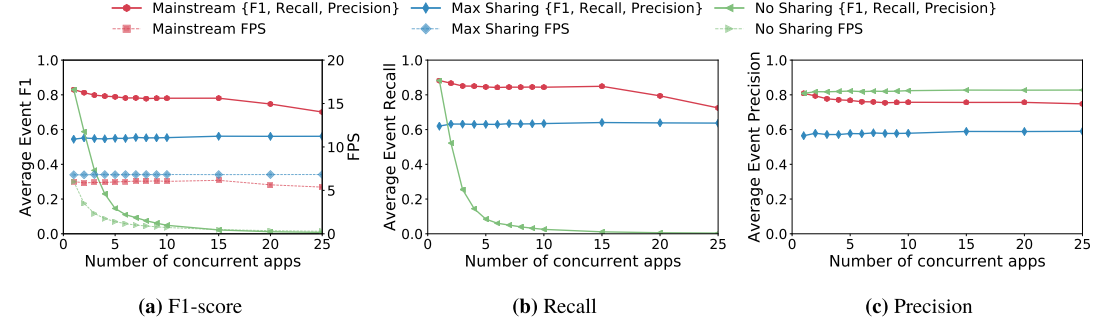 Mainstream {F1, Recall, Precision} Max Sharing {F1, Recall, Precision} No Sharing {F1, Recall, Precision}
Mainstream FPS Max Sharing FPS No Sharing FPS
Average Event F1
1.0
0.8
0.6
0.4
0.2
0.0
0 5 10 15 20 25
Number of concurrent apps
20
15
10
5
0
FPS
(a) F1-score
Average Event Recall
1.0
0.8
0.6
0.4
0.2
0.0
0 5 10 15 20 25
Number of concurrent apps
(b) Recall
Average Event Precision
1.0
0.8
0.6
0.4
0.2
0.0
0 5 10 15 20 25
Number of concurrent apps
(c) Precision